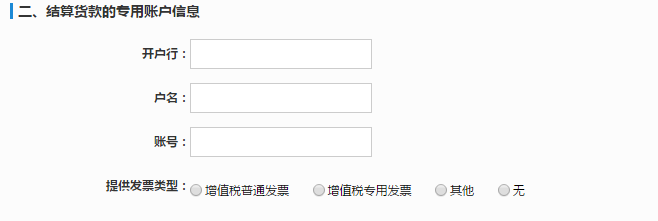 二、结算货款的专用账户信息
开户行：
户名：
账号：
提供发票类型： 增值税普通发票 增值税专用发票 其他 无